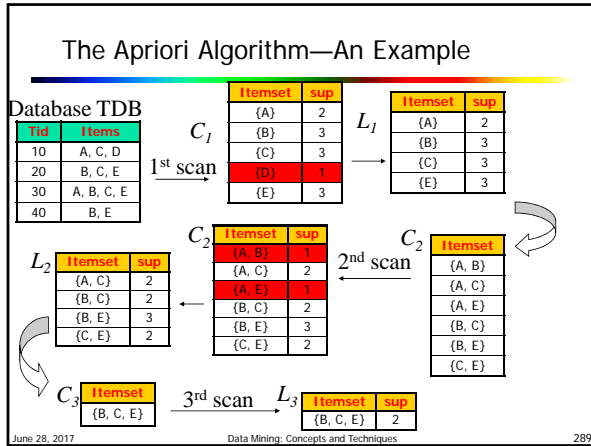 The Apriori Algorithm—An Example
Database TDB
Tid Items
10 A, C, D
20 B, C, E
30 A, B, C, E
40 B, E
1st scan
C1
Itemset sup
{A} 2
{B} 3
{C} 3
{D} 1
{E} 3
L1
Itemset sup
{A} 2
{B} 3
{C} 3
{E} 3
C2
Itemset
{A, B}
{A, C}
{A, E}
{B, C}
{B, E}
{C, E}
2nd scan
C2
Itemset sup
{A, B} 1
{A, C} 2
{A, E} 1
{B, C} 2
{B, E} 3
{C, E} 2
L2
Itemset sup
{A, C} 2
{B, C} 2
{B, E} 3
{C, E} 2
C3
Itemset
{B, C, E}
3rd scan
L3
Itemset sup
{B, C, E} 2
June 28, 2017 Data Mining: Concepts and Techniques 289